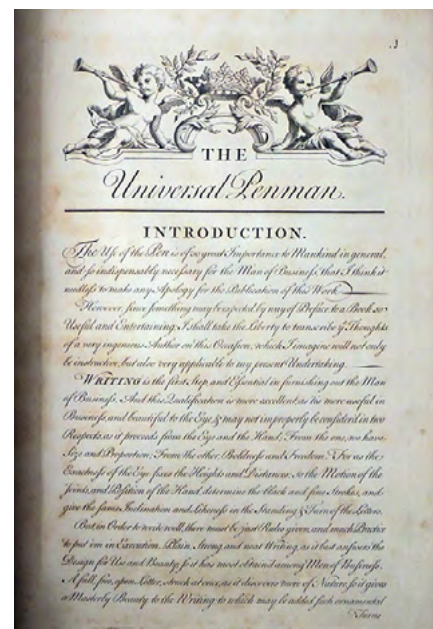 3
THE
Universal Penman.
INTRODUCTION.
The Use of the Pen is of so great Importance to Mankind in general,
and so indispensably necessary for the Man of Business, that I think it
needless to make any Apology for the Publication of this Work.
However, since something may be expected by way of Preface to a Book so
Useful and Entertaining, I shall take the Liberty to transcribe ye Thoughts
of a very ingenious Author on this Occasion, which I imagine will not only
be instructive, but also very applicable to my present Undertaking.
WRITING is the first Step, and Essential in furnishing out the Man
of Business. And this Qualification is more excellent, as 'tis more useful in
Business, and beautiful to the Eye, & may not improperly be consider'd in two
Respects, as it proceeds from the Eye and the Hand; From the one, we have
Size and Proportion; From the other, Boldness and Freedom: For as the
Exactness of the Eye fixes the Heights and Distances; so the Motion of the
Joints, and Position of the Hand, determine the black and fine Strokes, and
give the same Inclination and Likeness in the Standing & Turn of the Letters.
But, in Order to write well, there must be just Rules given, and much Practice
to put 'em in Execution. Plain, Strong, and neat Writing, as it best answers the
Design for Use and Beauty; so it has most obtain'd among Men of Business.
A full, free, open Letter, struck at once, as it discovers more of Nature, so it gives
a Masterly Beauty to the Writing, to which may be added such ornamental
Turns